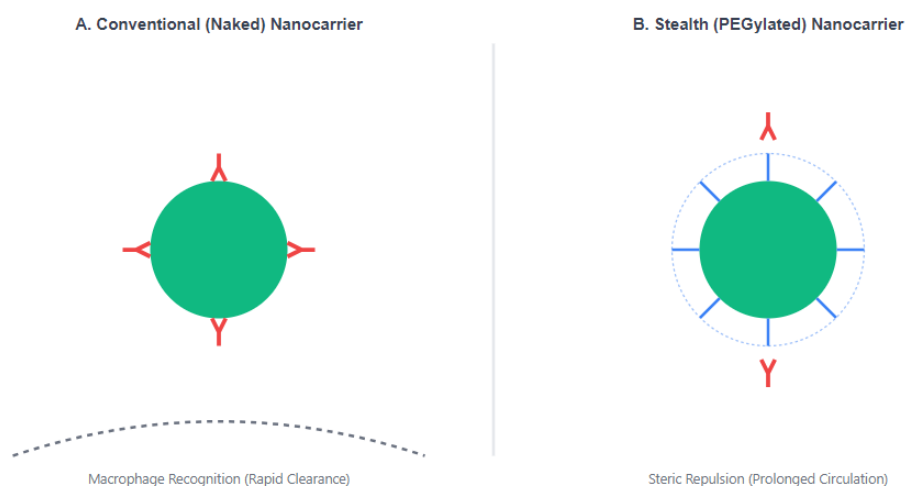 A. Conventional (Naked) Nanocarrier
B. Stealth (PEGylated) Nanocarrier
Macrophage Recognition (Rapid Clearance)
Steric Repulsion (Prolonged Circulation)